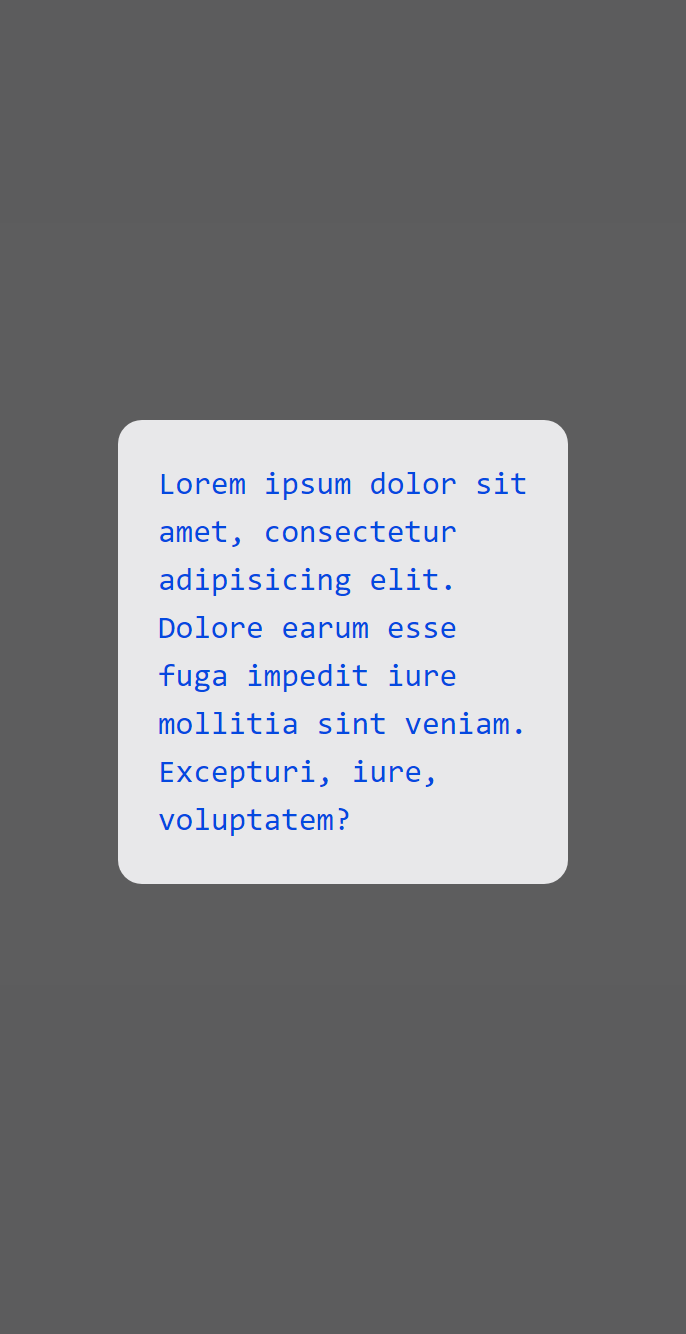 Lorem ipsum dolor sit
amet, consectetur
adipisicing elit.
Dolore earum esse
fuga impedit iure
mollitia sint veniam.
Excepturi, iure,
voluptatem?